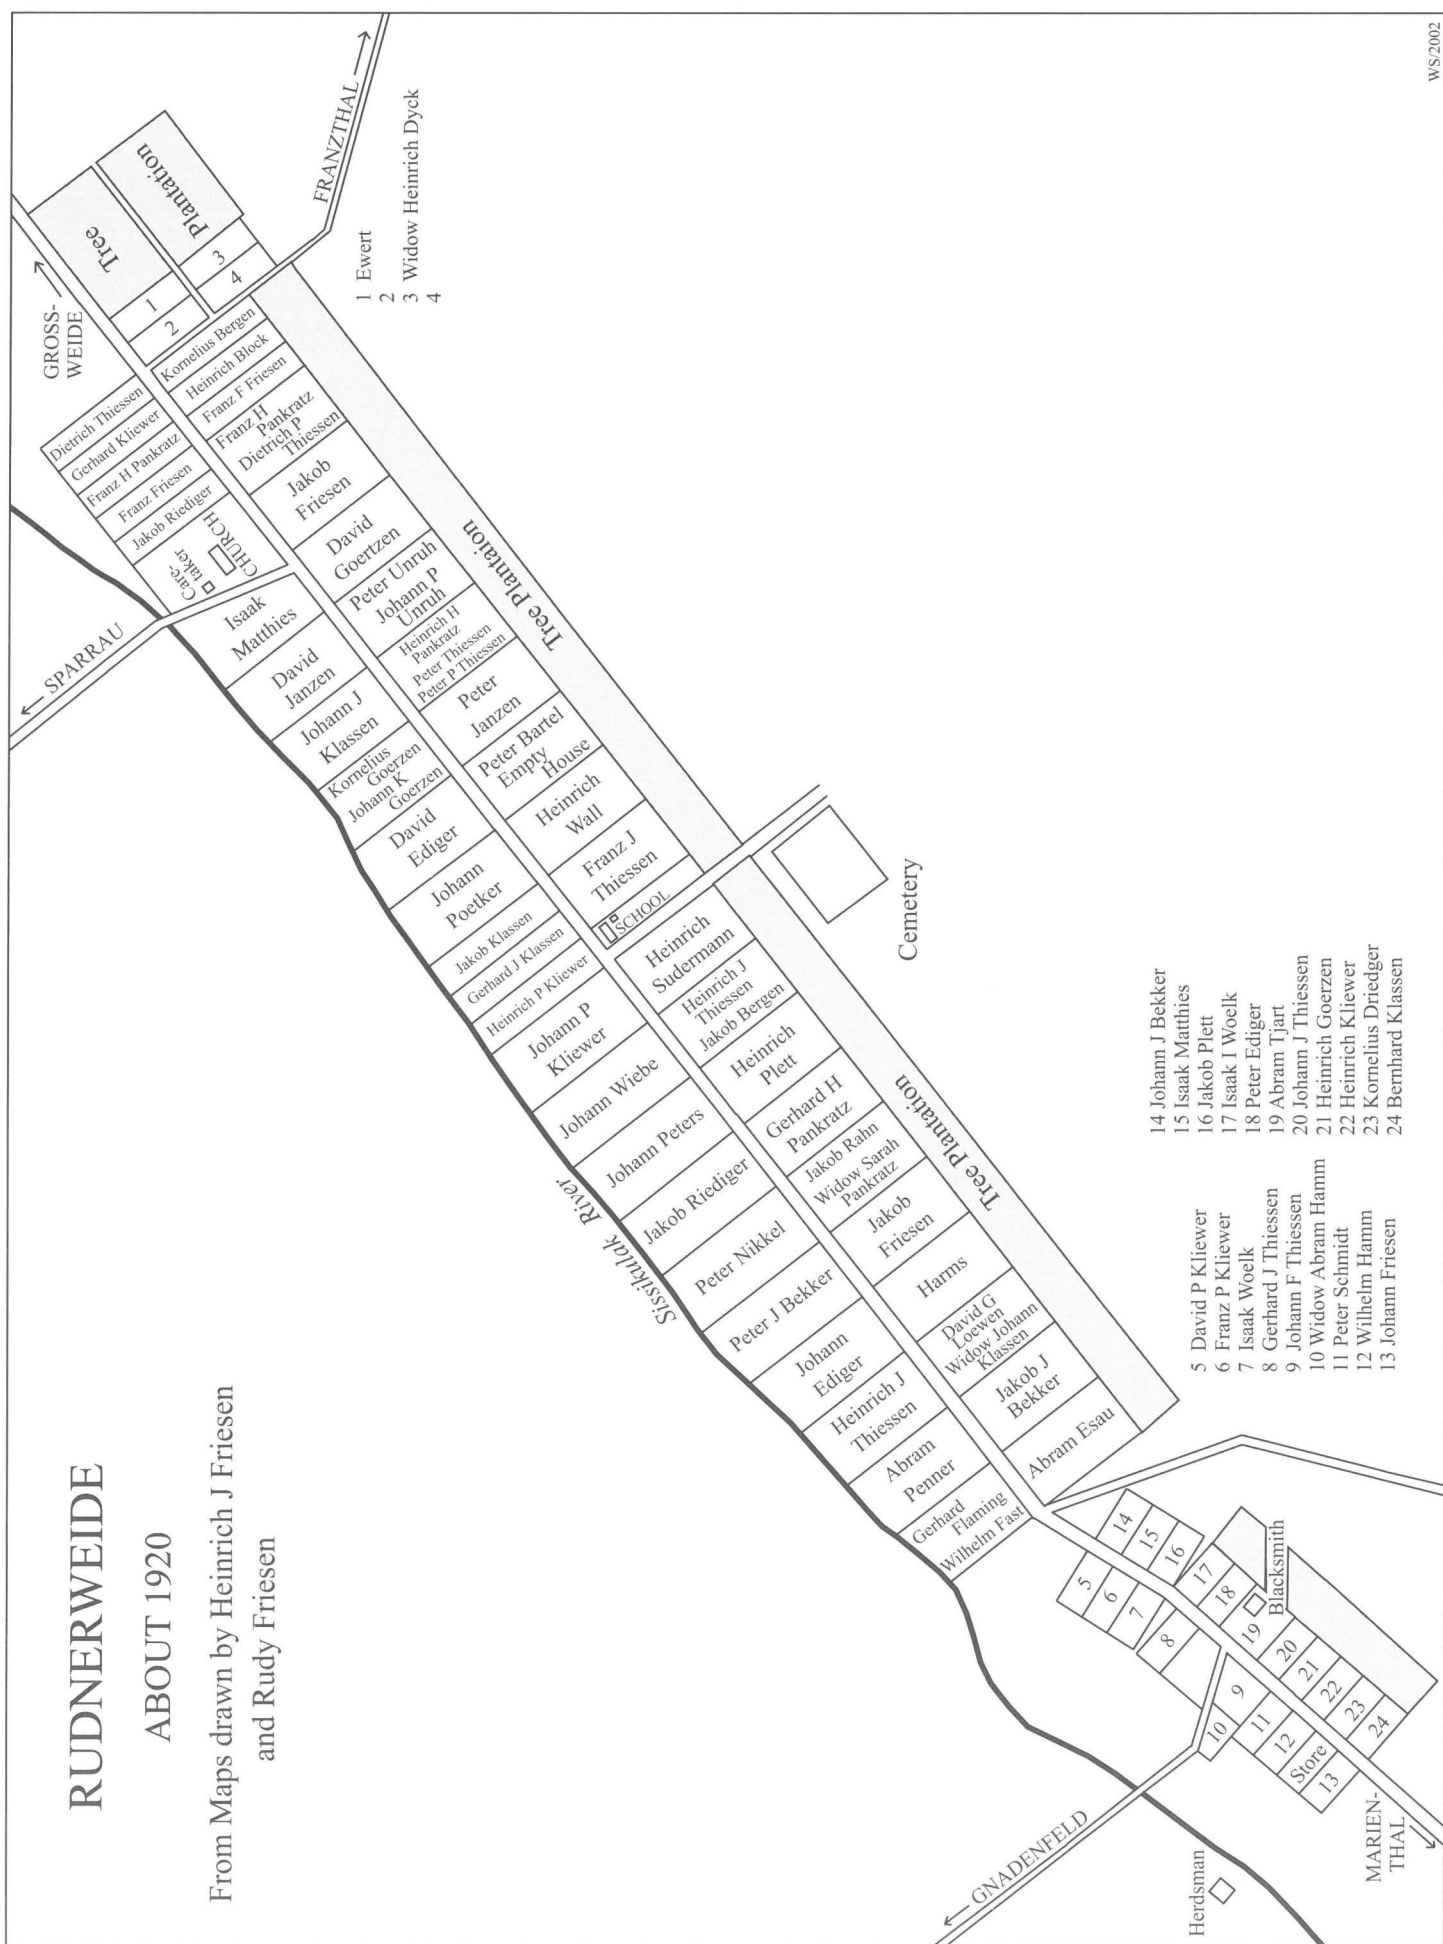 RUDNERWEIDE
ABOUT 1920
From Maps drawn by Heinrich J Friesen
and Rudy Friesen
GROSS-
WEIDE
FRANZTHAL
SPARRAU
Tree
Plantation
1
2
3
4
1 Ewert
2
3 Widow Heinrich Dyck
4
Dietrich Thiessen
Gerhard Kliewer
Franz H Pankratz
Franz Friesen
Jakob Riediger
CHURCH
Care-
taker
Isaak
Matthies
David
Janzen
Johann J
Klassen
Kornelius
Goerzen
Johann K
Goerzen
David
Ediger
Johann
Poetker
Jakob Klassen
Gerhard J Klassen
Heinrich P Kliewer
Johann P
Kliewer
Johann Wiebe
Johann Peters
Jakob Riediger
Peter Nikkel
Peter J Bekker
Johann
Ediger
Heinrich J
Thiessen
Abram
Penner
Gerhard
Flaming
Wilhelm Fast
Sissikulak River
Kornelius Bergen
Heinrich Block
Franz F Friesen
Franz H
Pankratz
Dietrich P
Thiessen
Jakob
Friesen
David
Goertzen
Peter Unruh
Johann P
Unruh
Heinrich H
Pankratz
Peter Thiessen
Peter P Thiessen
Peter
Janzen
Peter Bartel
Empty
House
Heinrich
Wall
Franz J
Thiessen
SCHOOL
Tree Plantaion
Heinrich
Sudermann
Heinrich J
Thiessen
Jakob Bergen
Heinrich
Plett
Gerhard H
Pankratz
Jakob Rahn
Widow Sarah
Pankratz
Jakob
Friesen
Harms
David G
Loewen
Widow Johann
Klassen
Jakob J
Bekker
Abram Esau
Tree Plantation
Cemetery
5
6
7
8
9
10
11
12
Store
13
14
15
16
17
18
19
20
21
22
23
24
Blacksmith
GNADENFELD
Herdsman
MARIEN-
THAL
5 David P Kliewer
6 Franz P Kliewer
7 Isaak Woelk
8 Gerhard J Thiessen
9 Johann F Thiessen
10 Widow Abram Hamm
11 Peter Schmidt
12 Wilhelm Hamm
13 Johann Friesen
14 Johann J Bekker
15 Isaak Matthies
16 Jakob Plett
17 Isaak I Woelk
18 Peter Ediger
19 Abram Tjart
20 Johann J Thiessen
21 Heinrich Goerzen
22 Heinrich Kliewer
23 Kornelius Driedger
24 Bernhard Klassen
WS/2002